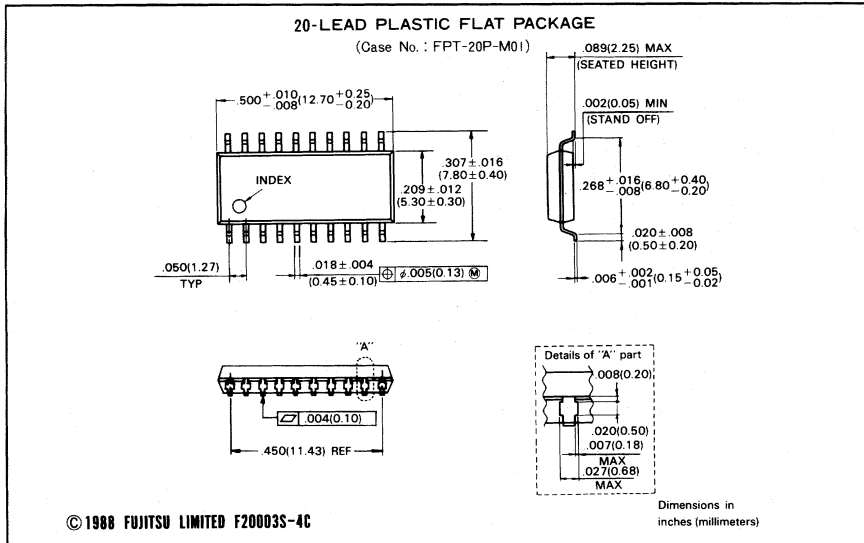 20-LEAD PLASTIC FLAT PACKAGE
(Case No. : FPT-20P-M01)
.089(2.25) MAX
(SEATED HEIGHT)
.500 +.010 -.008 (12.70 +0.25 -0.20)
.002(0.05) MIN
(STAND OFF)
INDEX
.307±.016
(7.80±0.40)
.209±.012
(5.30±0.30)
.268 +.016 -.008 (6.80 +0.40 -0.20)
.020±.008
(0.50±0.20)
.050(1.27)
TYP
.018±.004
(0.45±0.10)
⌖ φ.005(0.13) Ⓜ
.006 +.002 -.001 (0.15 +0.05 -0.02)
"A"
.004(0.10)
.450(11.43) REF
Details of "A" part
.008(0.20)
.020(0.50)
.007(0.18)
MAX
.027(0.68)
MAX
© 1988 FUJITSU LIMITED F20003S-4C
Dimensions in
inches (millimeters)